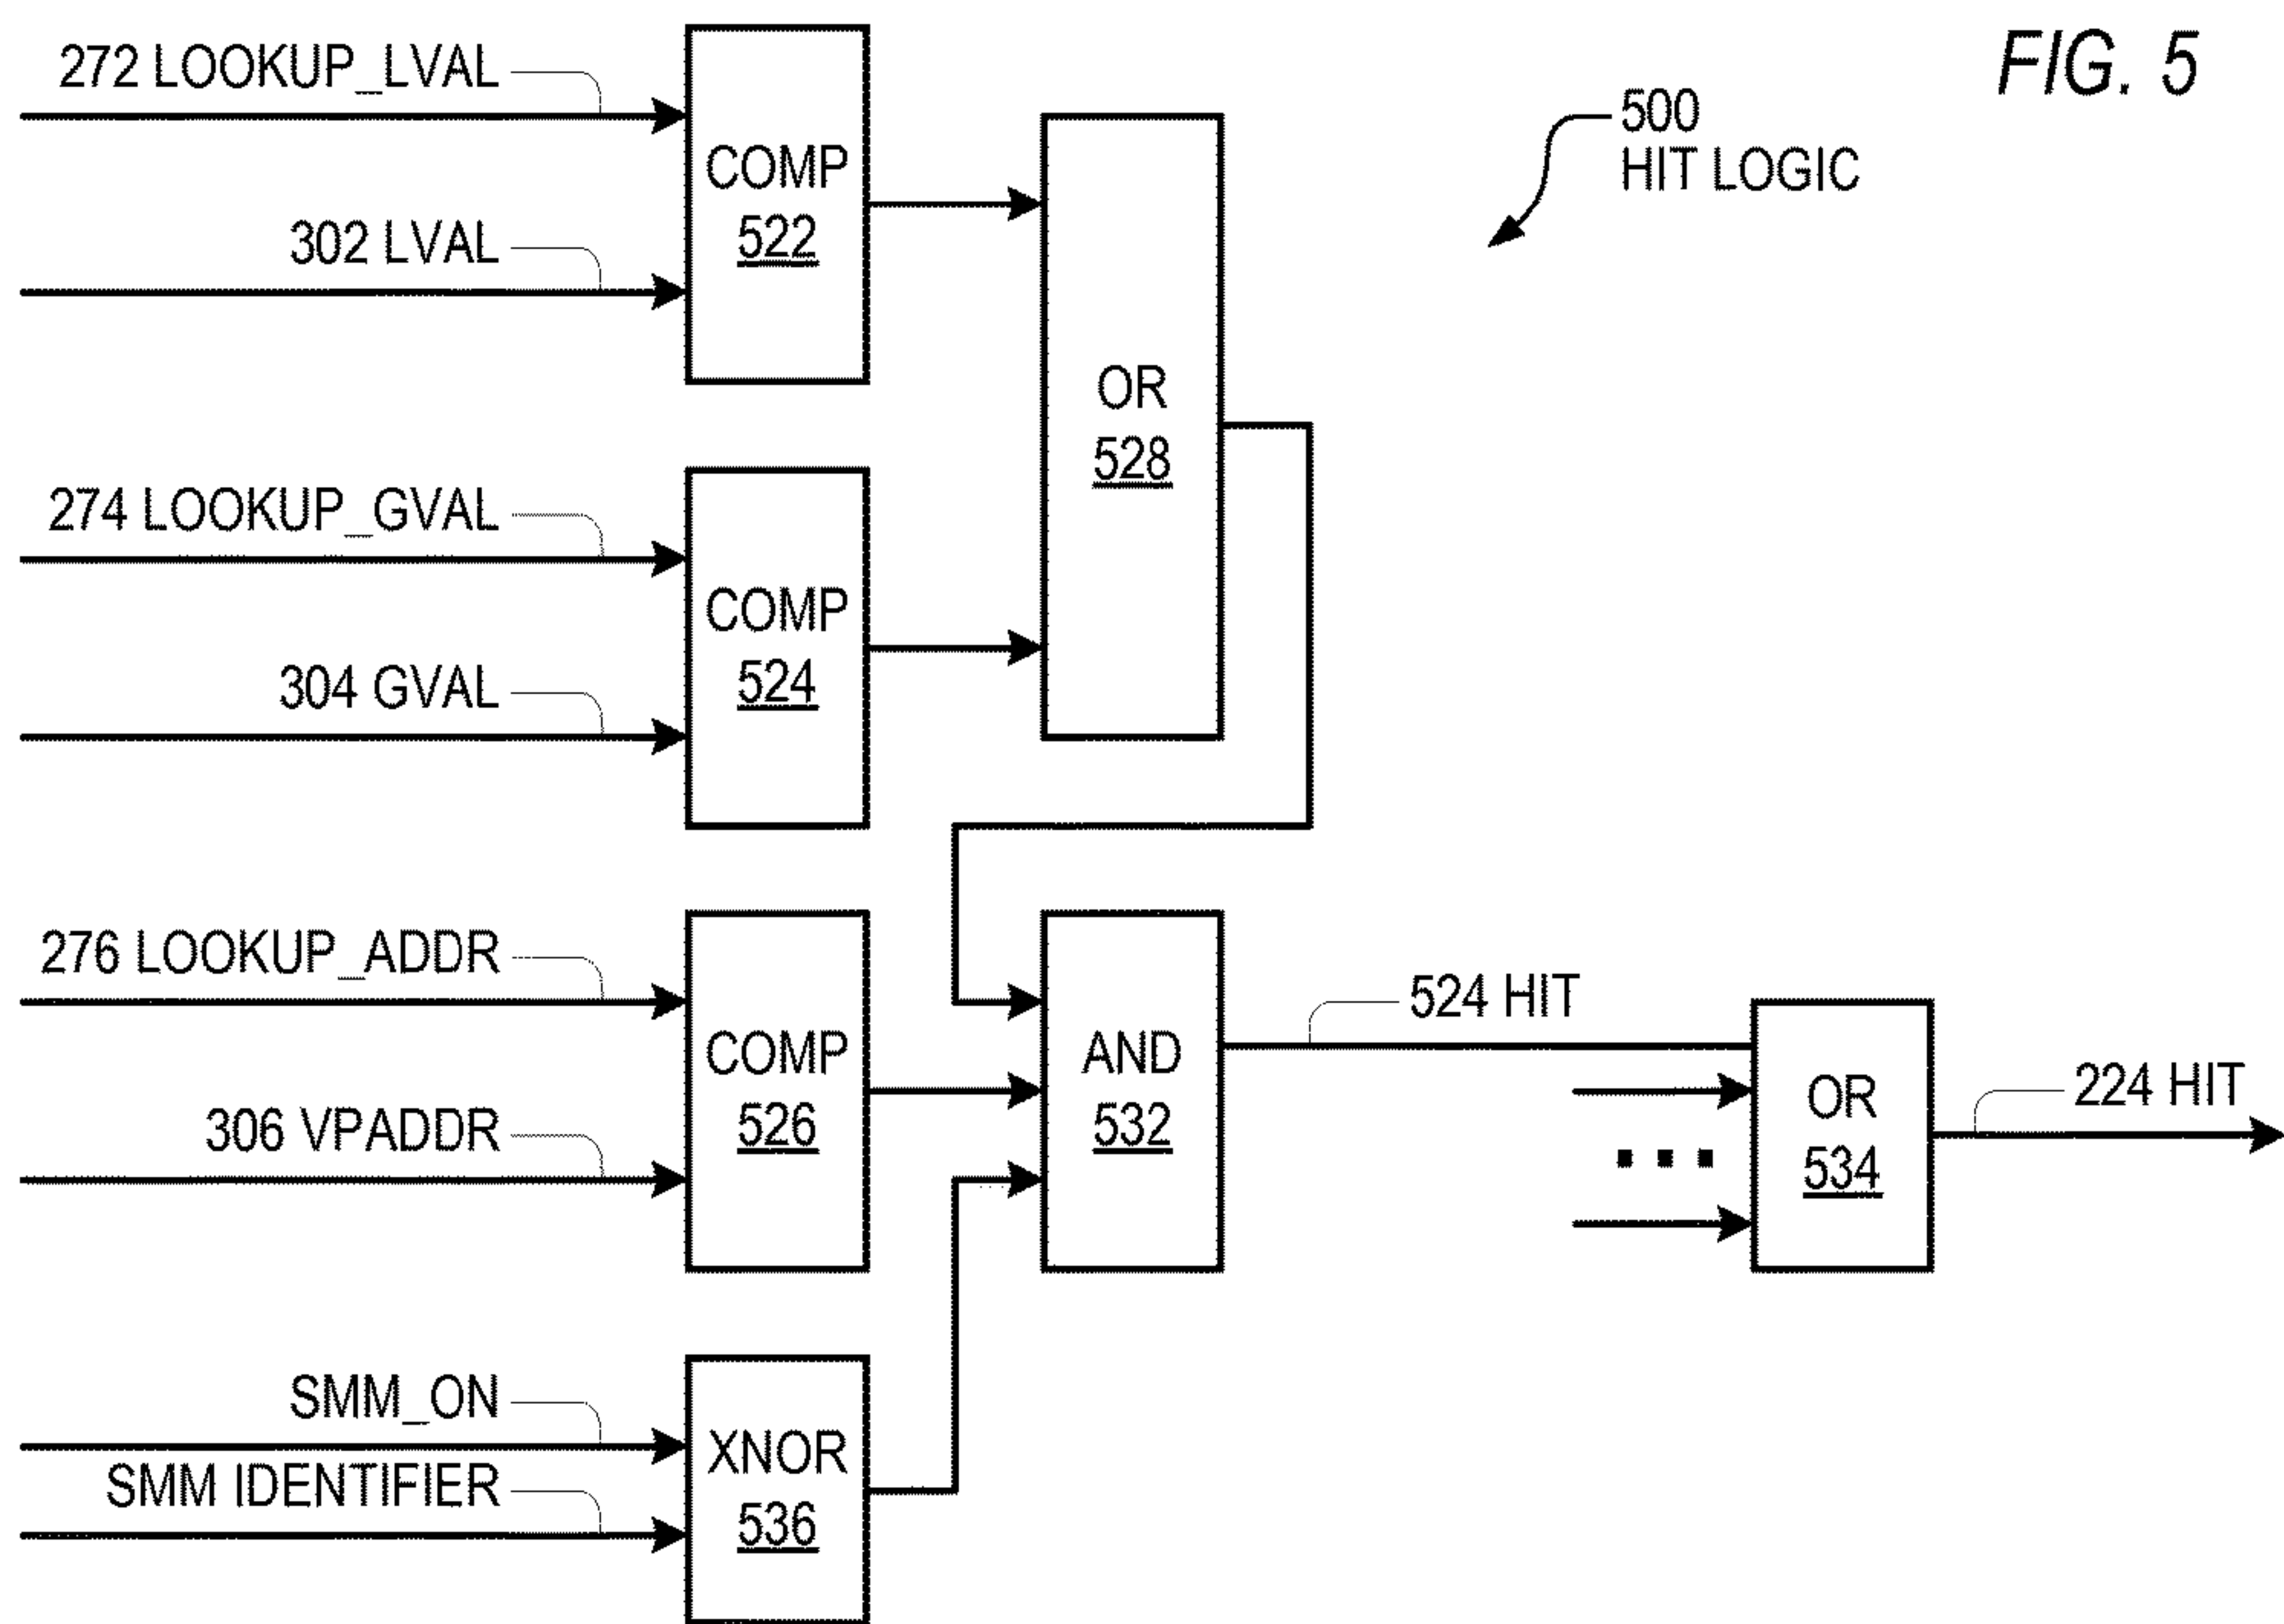 FIG. 5
500
HIT LOGIC
272 LOOKUP_LVAL
302 LVAL
COMP
522
274 LOOKUP_GVAL
304 GVAL
COMP
524
OR
528
276 LOOKUP_ADDR
306 VPADDR
COMP
526
AND
532
524 HIT
OR
534
224 HIT
SMM_ON
SMM IDENTIFIER
XNOR
536